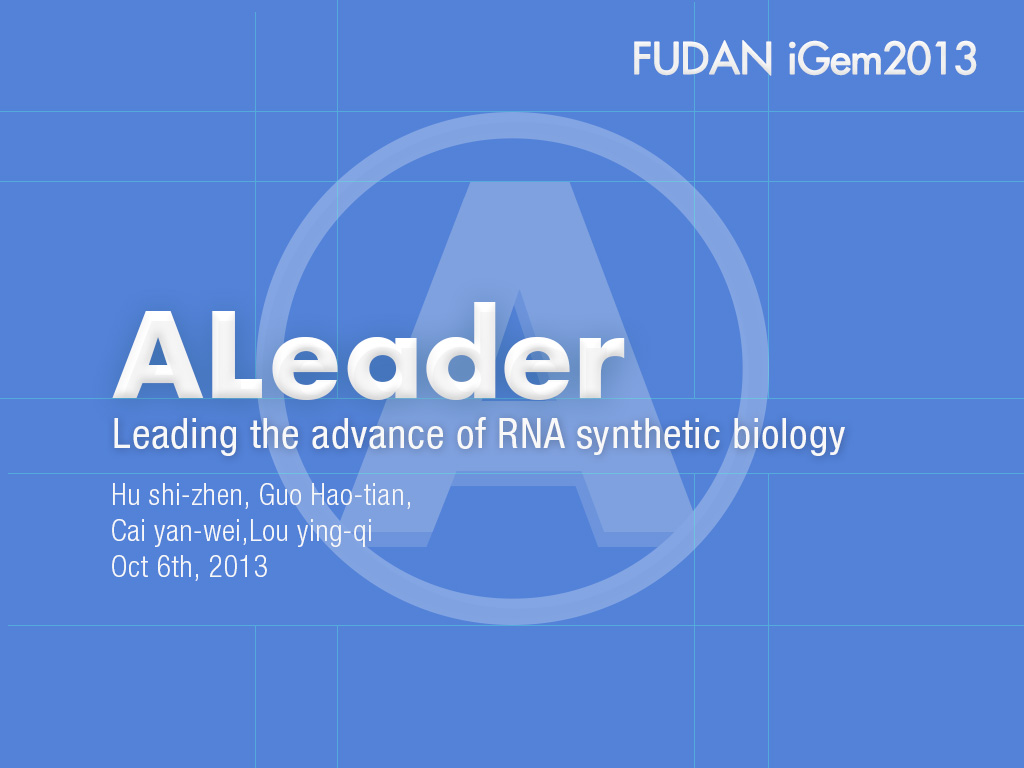 FUDAN iGem2013
A
ALeader
Leading the advance of RNA synthetic biology
Hu shi-zhen, Guo Hao-tian,
Cai yan-wei,Lou ying-qi
Oct 6th, 2013